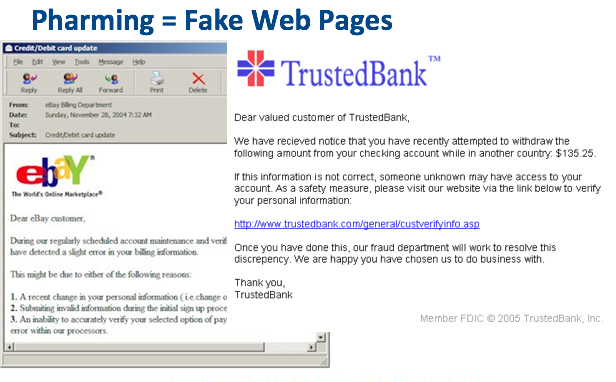 Pharming = Fake Web Pages
Credit/Debit card update
File Edit View Tools Message Help
Reply Reply All Forward Print Delete
From: eBay Billing Department
Date: Sunday, November 28, 2004 7:32 AM
To:
Subject: Credit/Debit card update
ebY
The World's Online Marketplace®
Dear eBay customer,
During our regularly scheduled account maintenance and verif
have detected a slight error in your billing information.
This might be due to either of the following reasons:
1. A recent change in your personal information ( i.e.change o
2. Submiting invalid information during the initial sign up proce
3. An inability to accurately verify your selected option of pay
error within our processors.
TrustedBank™
Dear valued customer of TrustedBank,
We have recieved notice that you have recently attempted to withdraw the
following amount from your checking account while in another country: $135.25.
If this information is not correct, someone unknown may have access to your
account. As a safety measure, please visit our website via the link below to verify
your personal information:
http://www.trustedbank.com/general/custverifyinfo.asp
Once you have done this, our fraud department will work to resolve this
discrepency. We are happy you have chosen us to do business with.
Thank you,
TrustedBank
Member FDIC © 2005 TrustedBank, Inc.